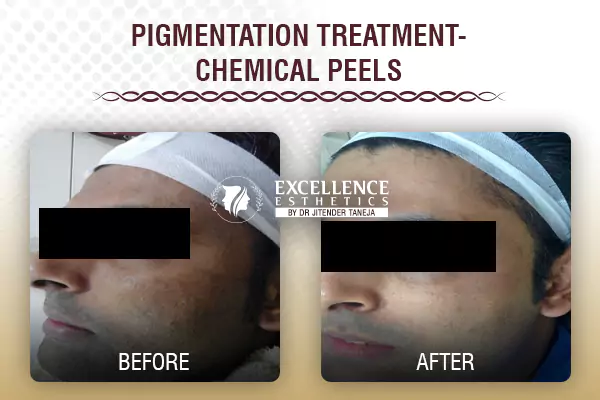 PIGMENTATION TREATMENT-
CHEMICAL PEELS
EXCELLENCE
ESTHETICS
BY DR JITENDER TANEJA
BEFORE
AFTER